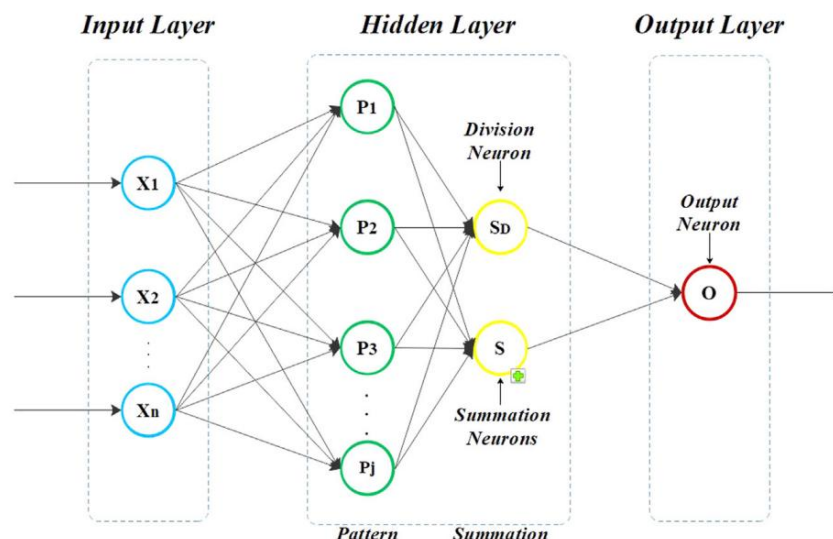 Input Layer
Hidden Layer
Output Layer
P1
Division
Neuron
X1
P2
SD
Output
Neuron
X2
O
P3
S
Xn
Summation
Neurons
Pj
Pattern
Summation